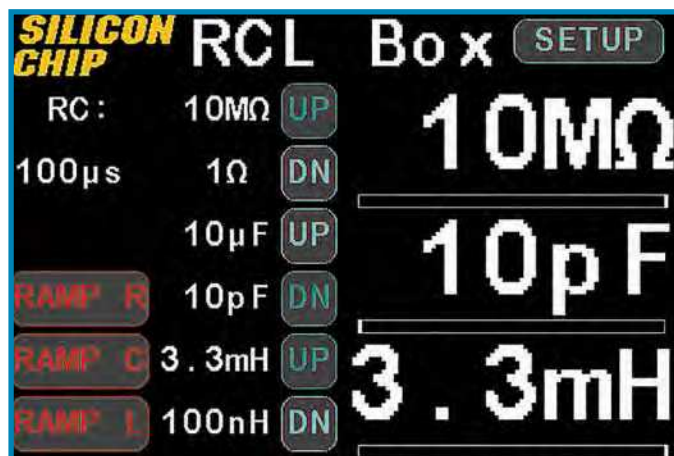 SILICON CHIP RCL Box SETUP
RC: 10MΩ UP 10MΩ
100µs 1Ω DN
10µF UP 10pF
RAMP R 10pF DN
RAMP C 3.3mH UP 3.3mH
RAMP L 100nH DN